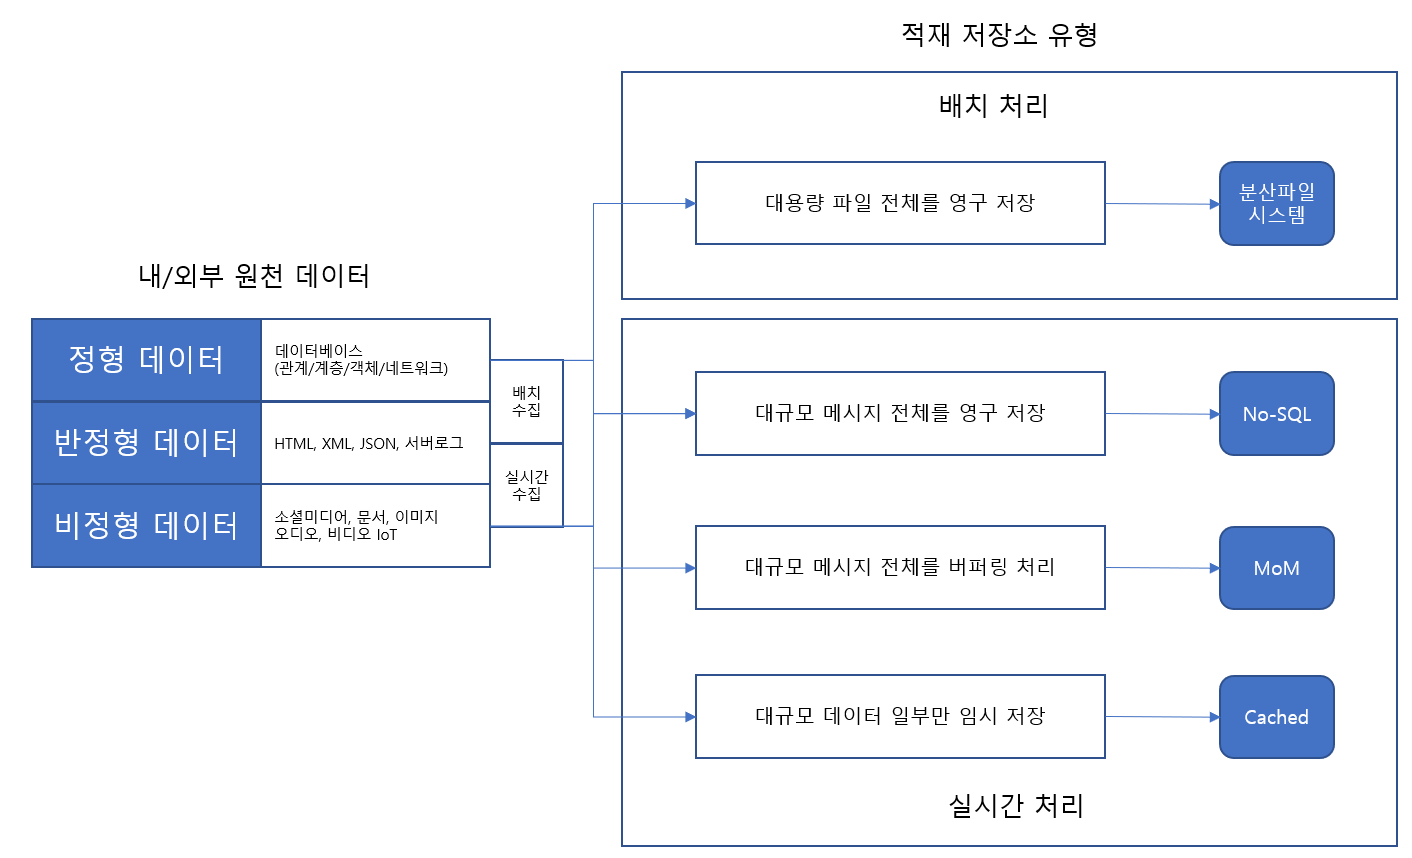 적재 저장소 유형
배치 처리
대용량 파일 전체를 영구 저장
분산파일
시스템
내/외부 원천 데이터
정형 데이터
데이터베이스
(관계/계층/객체/네트워크)
반정형 데이터
HTML, XML, JSON, 서버로그
비정형 데이터
소셜미디어, 문서, 이미지
오디오, 비디오 IoT
배치
수집
실시간
수집
대규모 메시지 전체를 영구 저장
No-SQL
대규모 메시지 전체를 버퍼링 처리
MoM
대규모 데이터 일부만 임시 저장
Cached
실시간 처리